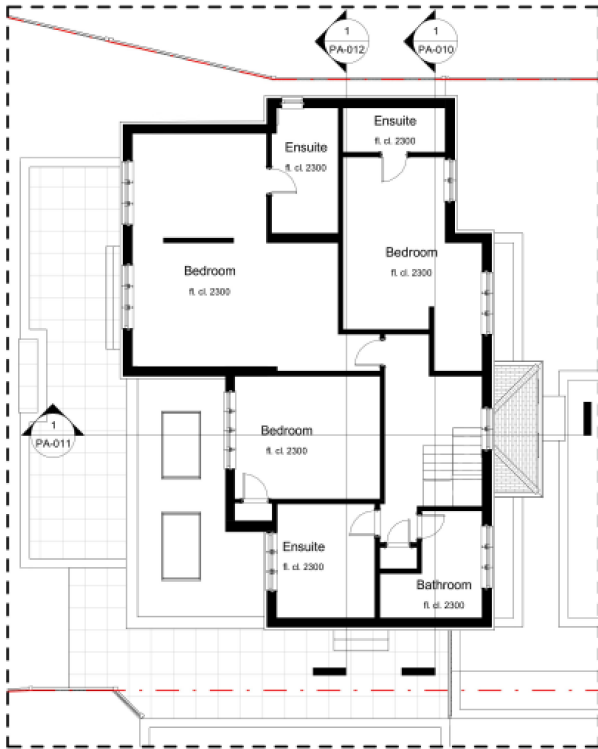 1
PA-012
1
PA-010
Ensuite
fl. cl. 2300
Ensuite
fl. cl. 2300
Bedroom
fl. cl. 2300
Bedroom
fl. cl. 2300
1
PA-011
Bedroom
fl. cl. 2300
Ensuite
fl. cl. 2300
Bathroom
fl. cl. 2300